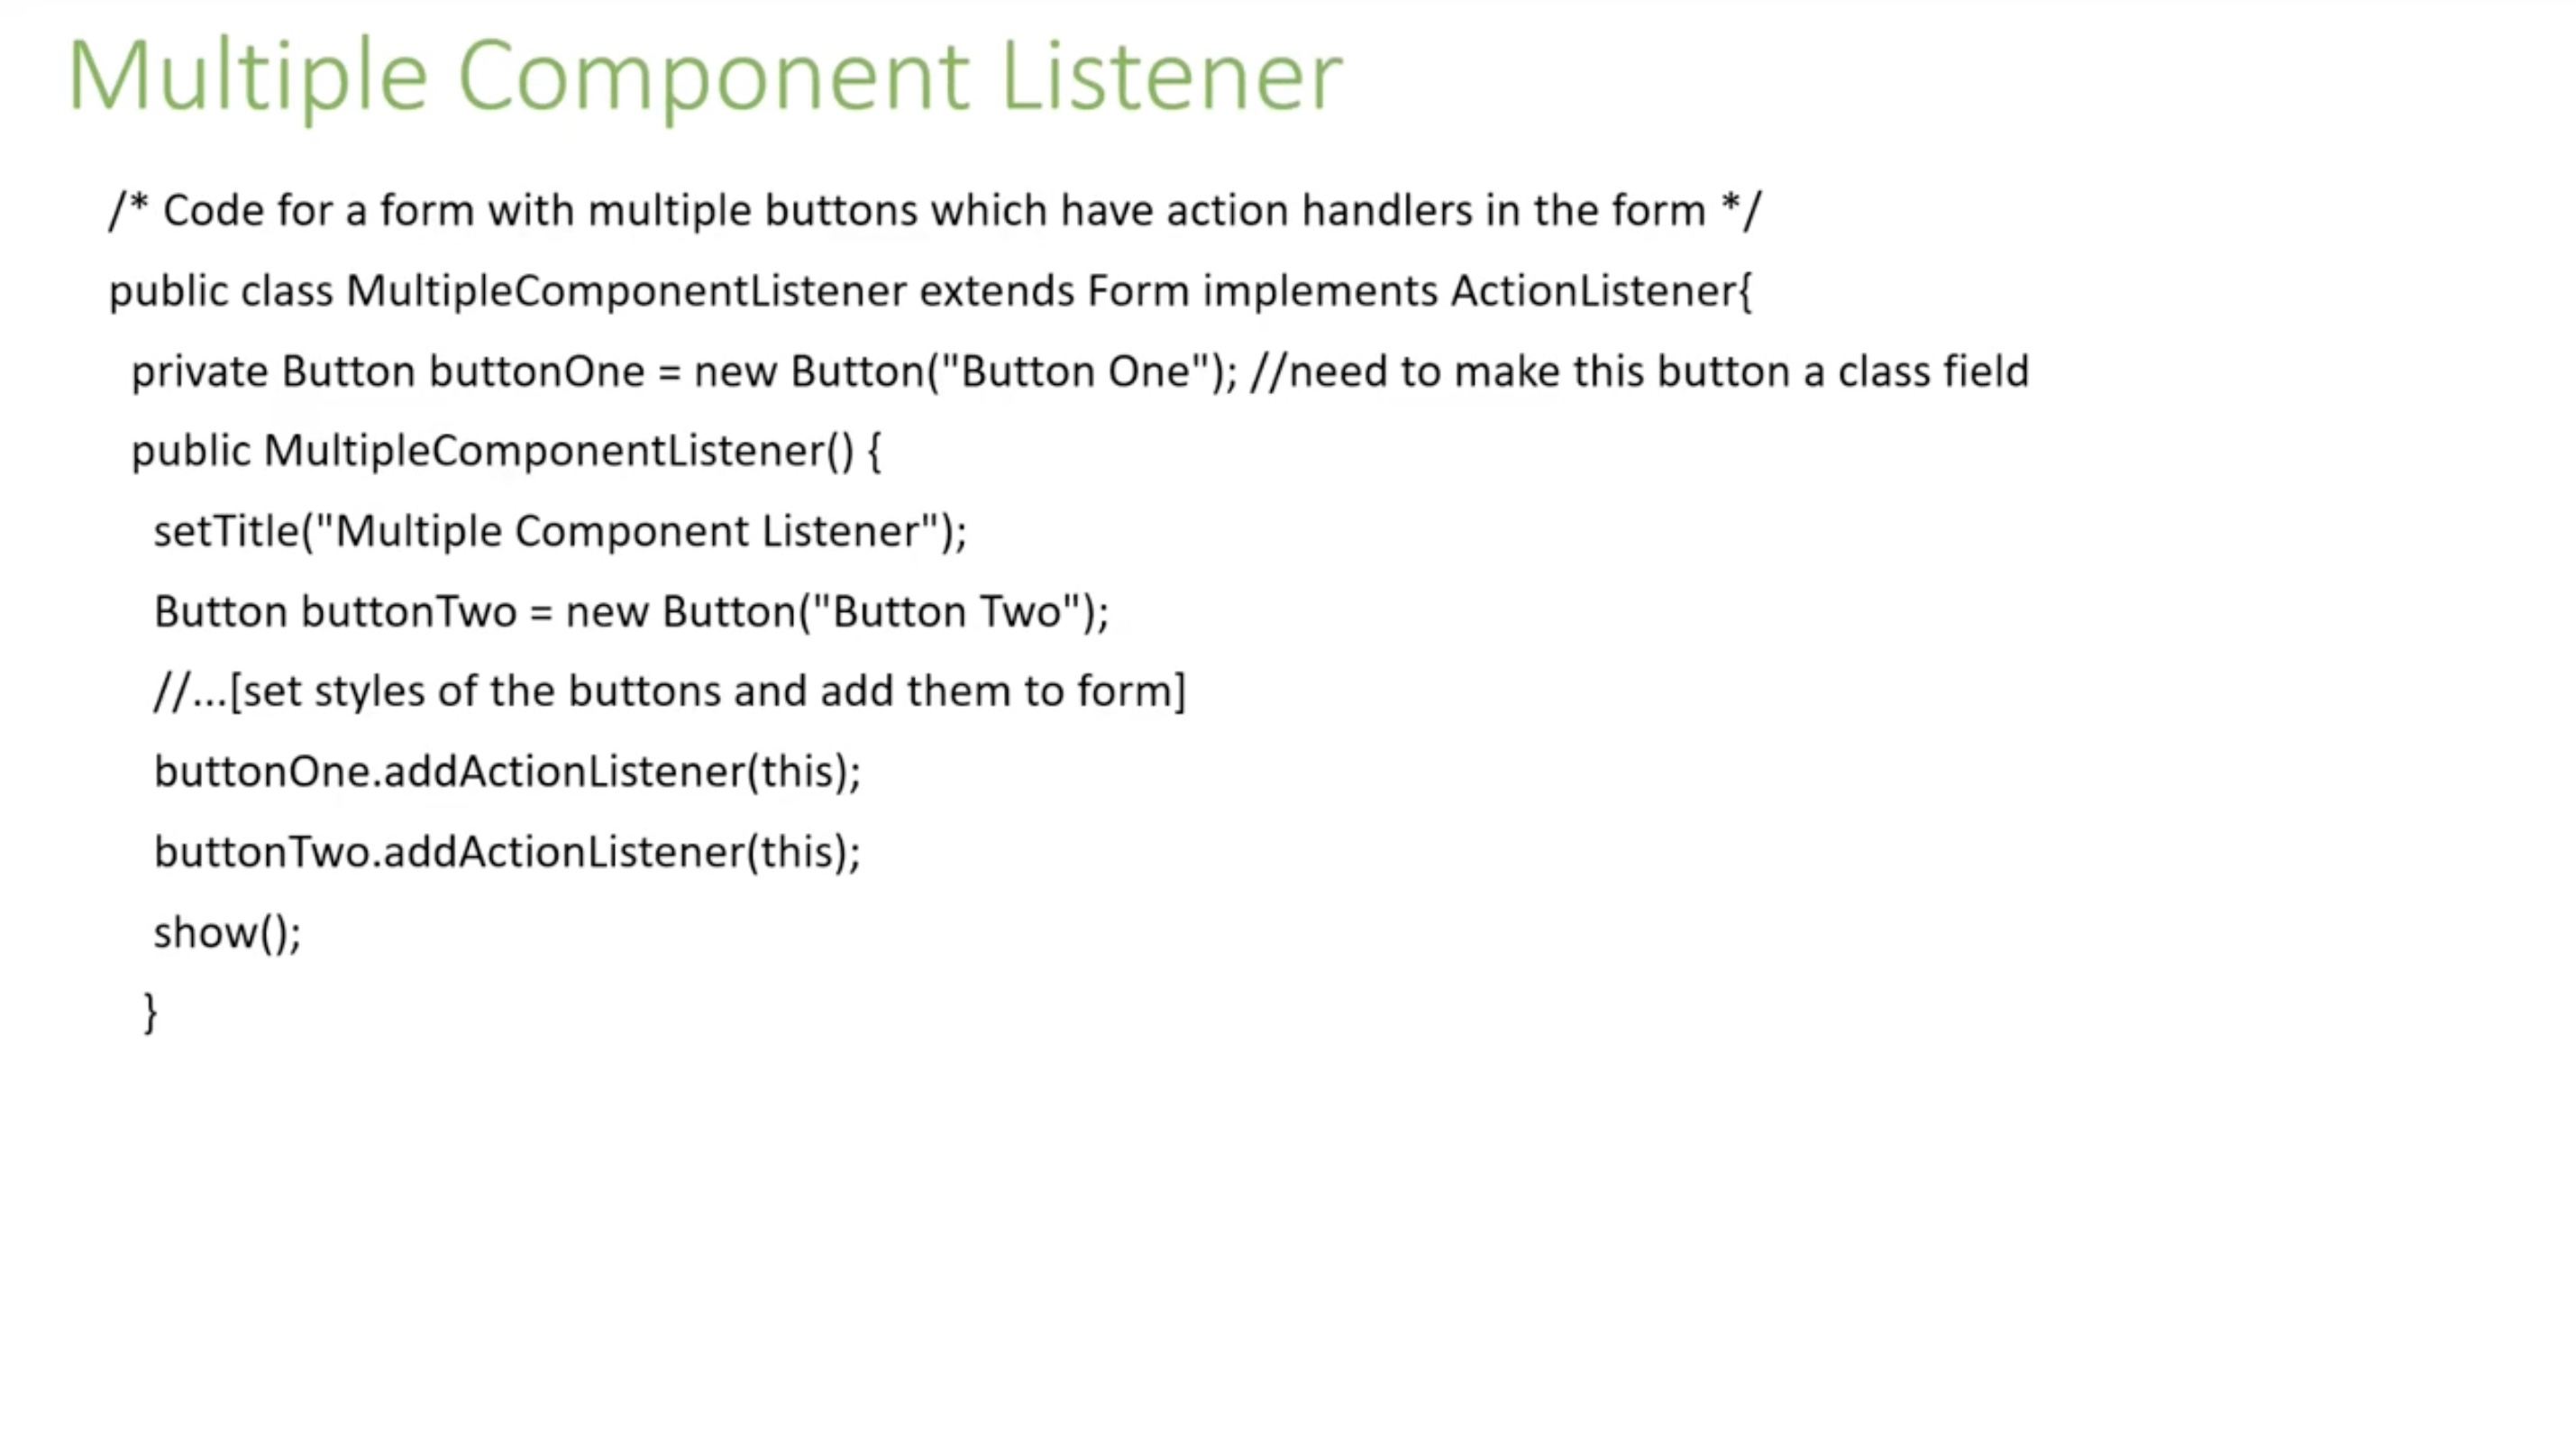 Multiple Component Listener
/* Code for a form with multiple buttons which have action handlers in the form */
public class MultipleComponentListener extends Form implements ActionListener{
private Button buttonOne = new Button("Button One"); //need to make this button a class field
public MultipleComponentListener() {
setTitle("Multiple Component Listener");
Button buttonTwo = new Button("Button Two");
//...[set styles of the buttons and add them to form]
buttonOne.addActionListener(this);
buttonTwo.addActionListener(this);
show();
}